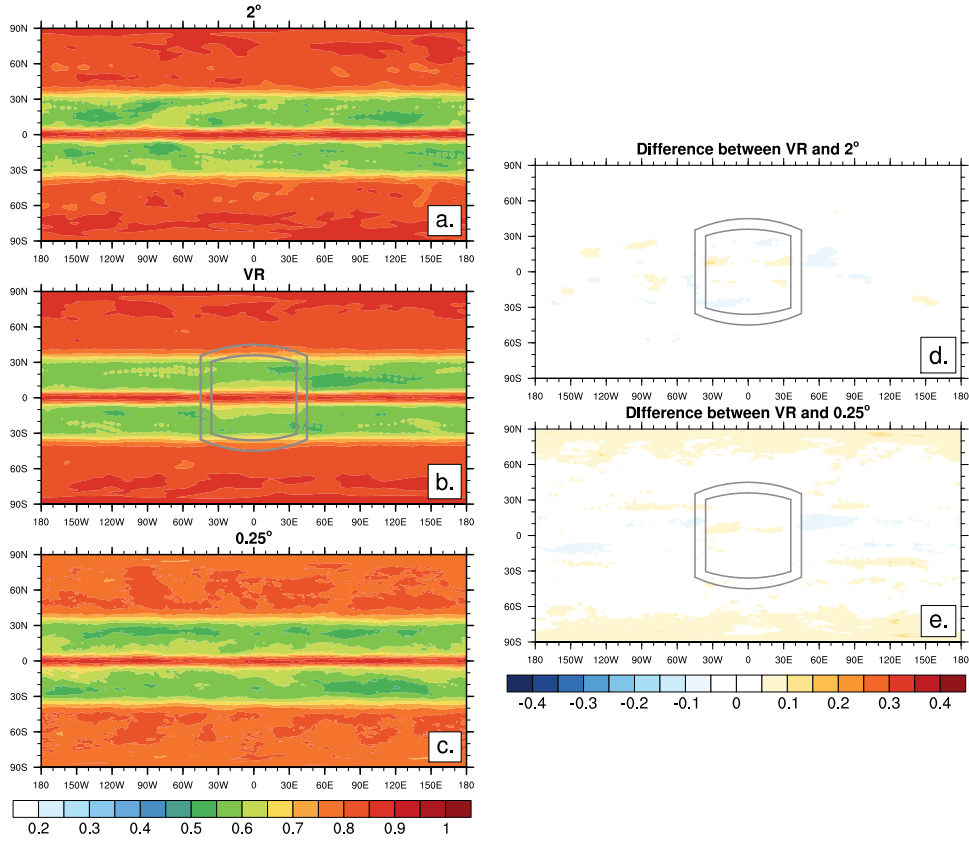 2°
90N
60N
30N
0
30S
60S
90S
a.
180 150W 120W 90W 60W 30W 0 30E 60E 90E 120E 150E 180
VR
90N
60N
30N
0
30S
60S
90S
b.
180 150W 120W 90W 60W 30W 0 30E 60E 90E 120E 150E 180
0.25°
90N
60N
30N
0
30S
60S
90S
c.
180 150W 120W 90W 60W 30W 0 30E 60E 90E 120E 150E 180
0.2 0.3 0.4 0.5 0.6 0.7 0.8 0.9 1
Difference between VR and 2°
90N
60N
30N
0
30S
60S
90S
d.
180 150W 120W 90W 60W 30W 0 30E 60E 90E 120E 150E 180
DIfference between VR and 0.25°
90N
60N
30N
0
30S
60S
90S
e.
180 150W 120W 90W 60W 30W 0 30E 60E 90E 120E 150E 180
-0.4 -0.3 -0.2 -0.1 0 0.1 0.2 0.3 0.4